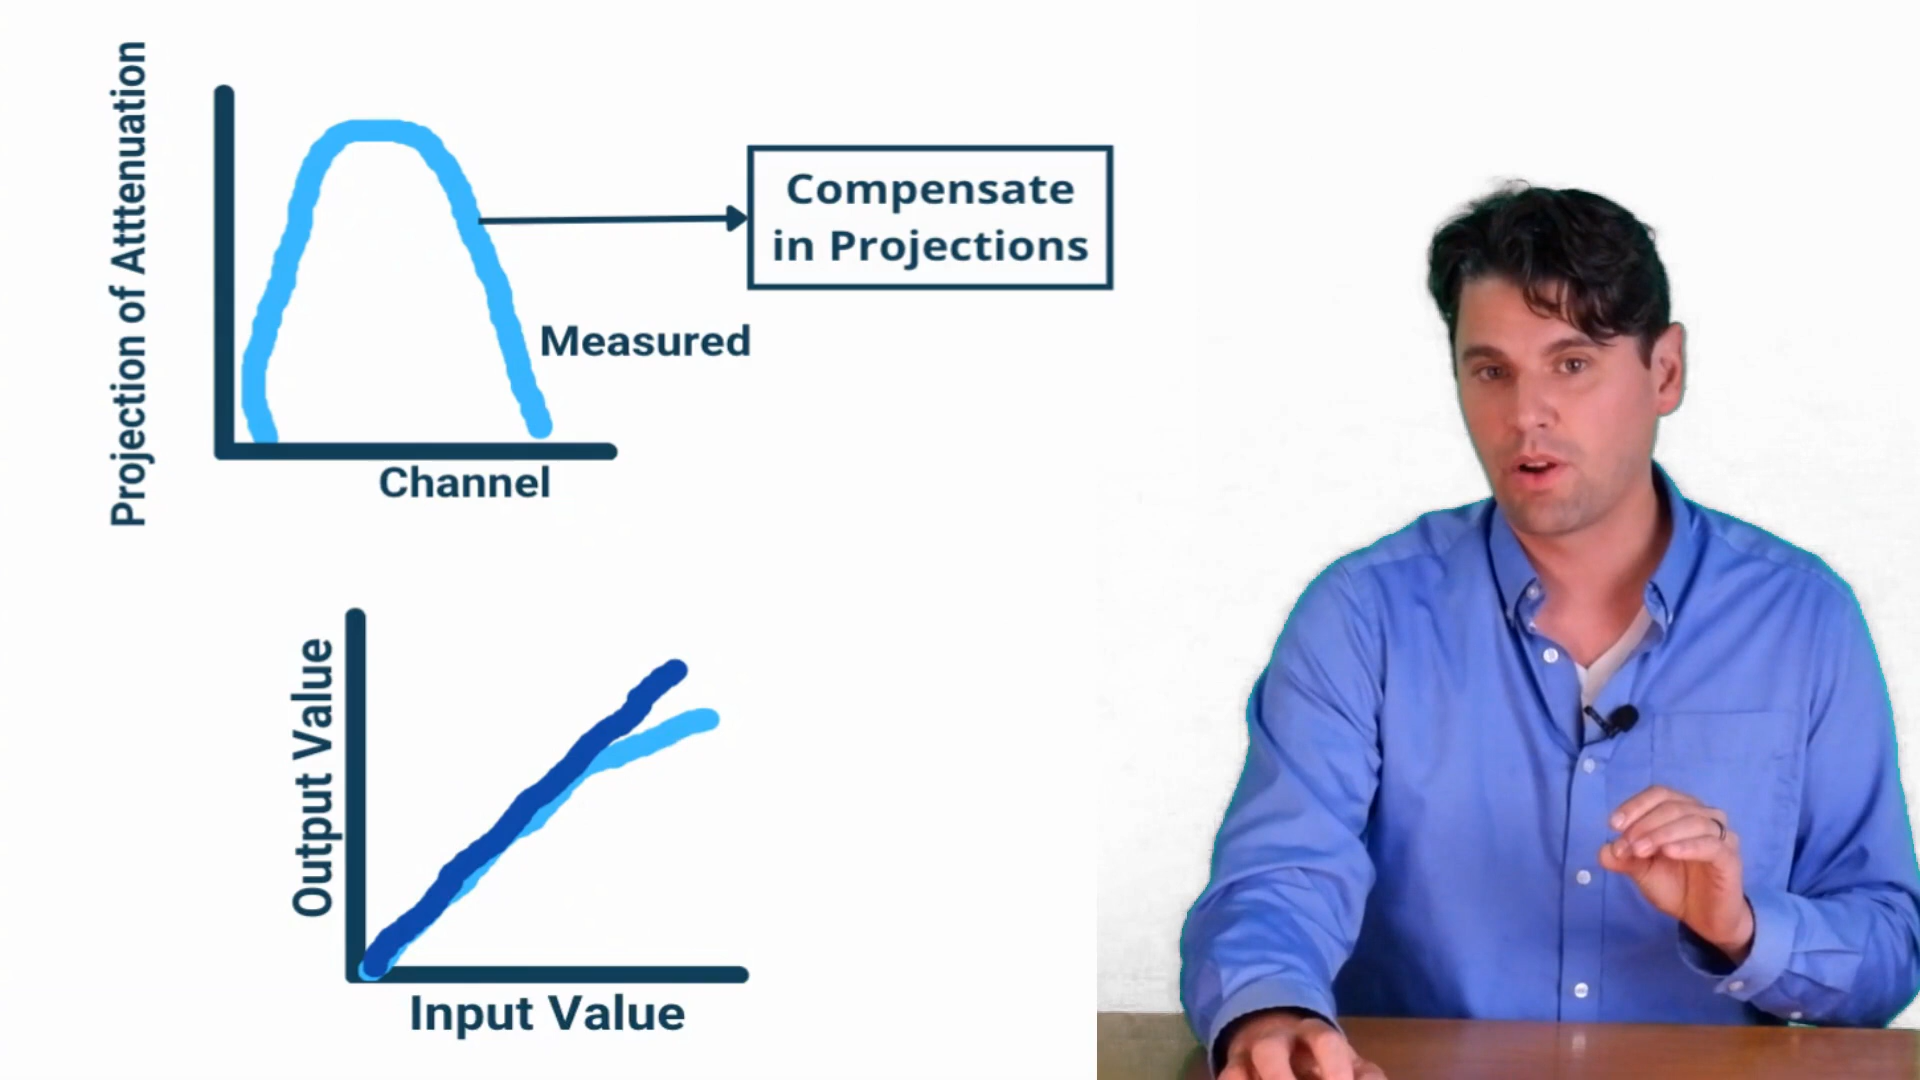 Projection of Atttenuation
Compensate
in Projections
Measured
Channel
Output Value
Input Value